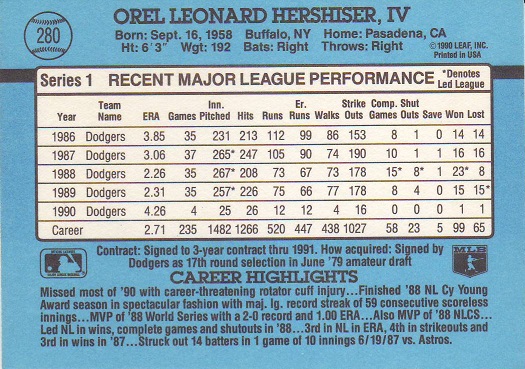 280
OREL LEONARD HERSHISER, IV
Born: Sept. 16, 1958 Buffalo, NY Home: Pasadena, CA
Ht: 6'3" Wgt: 192 Bats: Right Throws: Right
© 1990 LEAF, INC.
Printed in USA
Series 1 RECENT MAJOR LEAGUE PERFORMANCE *Denotes Led League
Year Team Name ERA Games Inn. Pitched Hits Runs Er. Runs Walks Strike Outs Comp. Games Shut Outs Save Won Lost
1986 Dodgers 3.85 35 231 213 112 99 86 153 8 1 0 14 14
1987 Dodgers 3.06 37 265* 247 105 90 74 190 10 1 1 16 16
1988 Dodgers 2.26 35 267* 208 73 67 73 178 15* 8* 1 23* 8
1989 Dodgers 2.31 35 257* 226 75 66 77 178 8 4 0 15 15*
1990 Dodgers 4.26 4 25 26 12 12 4 16 0 0 0 1 1
Career 2.71 235 1482 1266 520 447 438 1027 58 23 5 99 65
Contract: Signed to 3-year contract thru 1991. How acquired: Signed by
Dodgers as 17th round selection in June '79 amateur draft
MLB
CAREER HIGHLIGHTS
Missed most of '90 with career-threatening rotator cuff injury...Finished '88 NL Cy Young
Award season in spectacular fashion with maj. lg. record streak of 59 consecutive scoreless
innings...MVP of '88 World Series with a 2-0 record and 1.00 ERA...Also MVP of '88 NLCS...
Led NL in wins, complete games and shutouts in '88...3rd in NL in ERA, 4th in strikeouts and
3rd in wins in '87...Struck out 14 batters in 1 game of 10 innings 6/19/87 vs. Astros.